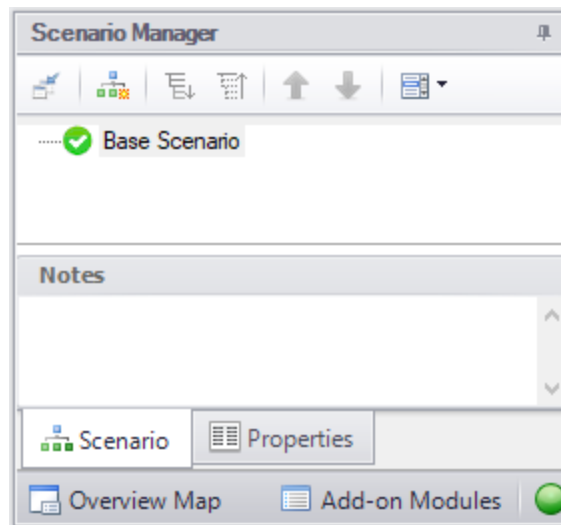 Scenario Manager
Base Scenario
Notes
Scenario Properties
Overview Map Add-on Modules